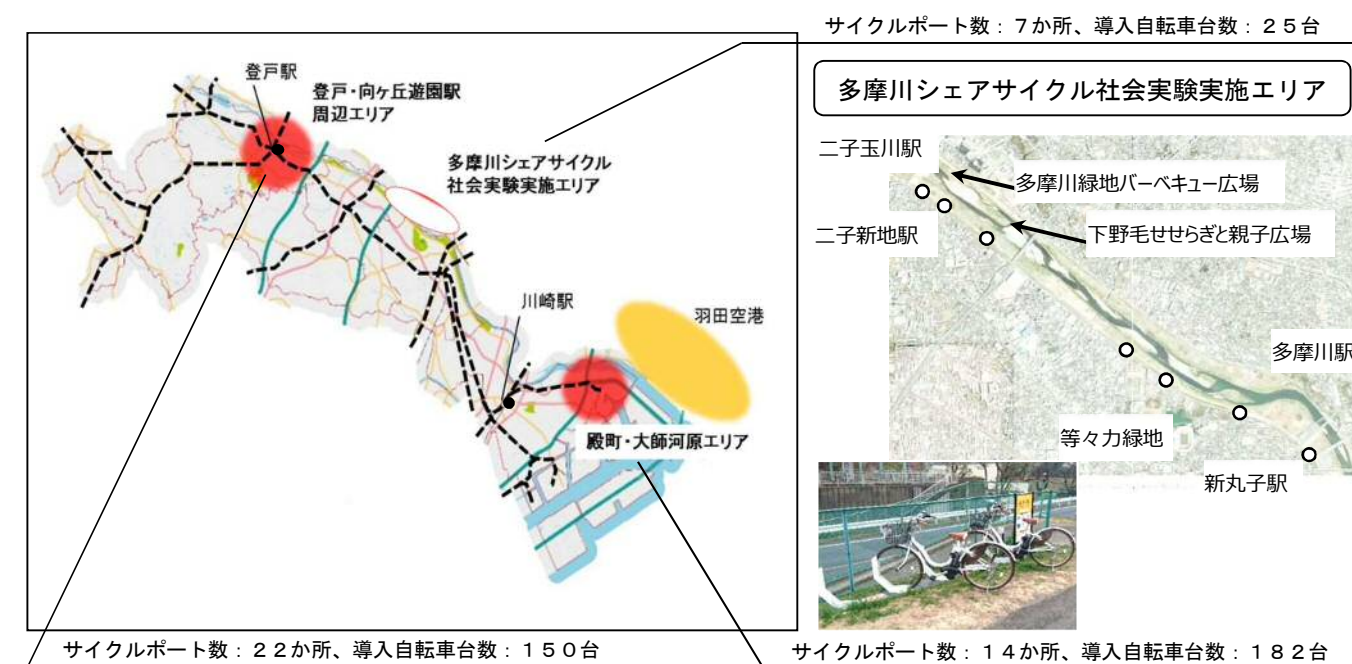 サイクルポート数：７か所、導入自転車台数：２５台
登戸駅
登戸・向ヶ丘遊園駅
周辺エリア
多摩川シェアサイクル
社会実験実施エリア
川崎駅
羽田空港
殿町・大師河原エリア
多摩川シェアサイクル社会実験実施エリア
二子玉川駅
多摩川緑地バーベキュー広場
二子新地駅
下野毛せせらぎと親子広場
多摩川駅
等々力緑地
新丸子駅
サイクルポート数：２２か所、導入自転車台数：１５０台
サイクルポート数：１４か所、導入自転車台数：１８２台